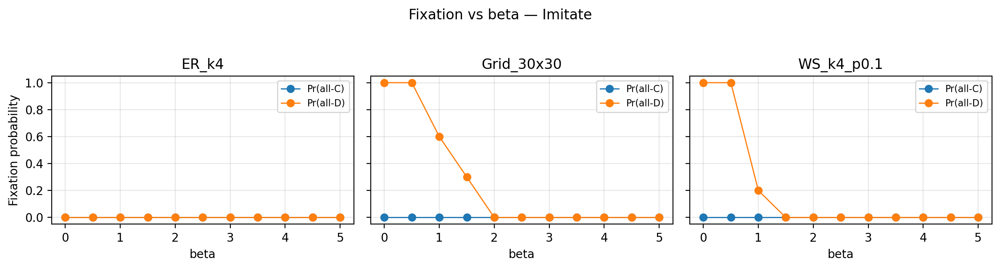 Fixation vs beta — Imitate
ER_k4
Fixation probability
1.0
0.8
0.6
0.4
0.2
0.0
Pr(all-C)
Pr(all-D)
0 1 2 3 4 5
beta
Grid_30x30
Pr(all-C)
Pr(all-D)
0 1 2 3 4 5
beta
WS_k4_p0.1
Pr(all-C)
Pr(all-D)
0 1 2 3 4 5
beta